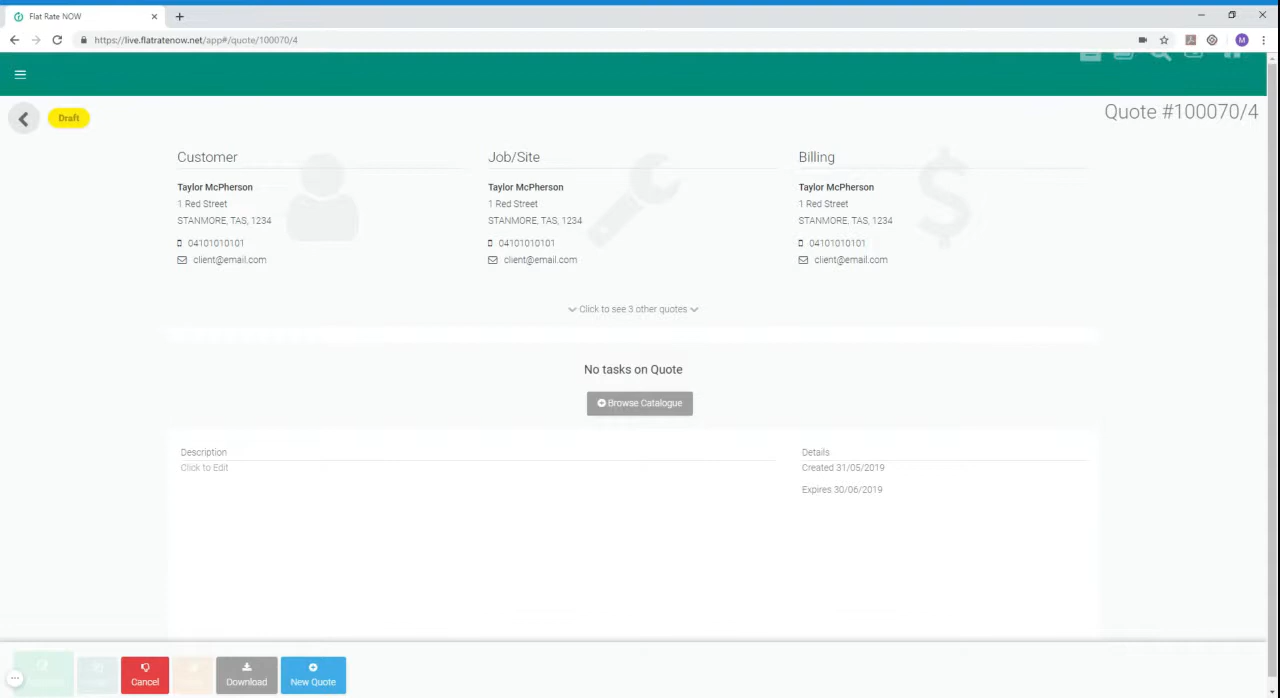 Flat Rate NOW
https://live.flatratenow.net/app#/quote/100070/4
M
Draft
Quote #100070/4
Customer
Taylor McPherson
1 Red Street
STANMORE, TAS, 1234
04101010101
client@email.com
Job/Site
Taylor McPherson
1 Red Street
STANMORE, TAS, 1234
04101010101
client@email.com
Billing
Taylor McPherson
1 Red Street
STANMORE, TAS, 1234
04101010101
client@email.com
Click to see 3 other quotes
No tasks on Quote
Browse Catalogue
Description
Click to Edit
Details
Created 31/05/2019
Expires 30/06/2019
Cancel
Download
New Quote